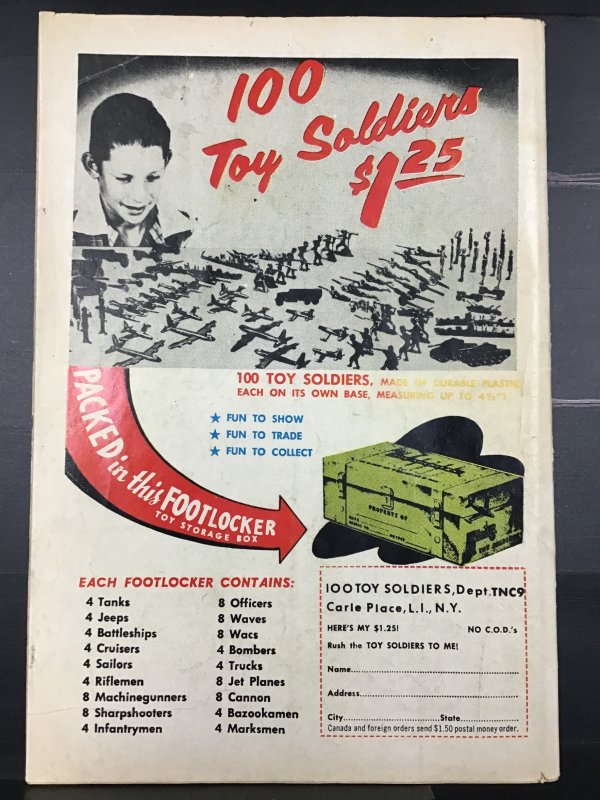 100
Toy Soldiers
$1.25
100 TOY SOLDIERS. MADE OF DURABLE PLASTIC,
EACH ON ITS OWN BASE, MEASURING UP TO 4½"!
★ FUN TO SHOW
★ FUN TO TRADE
★ FUN TO COLLECT
PACKED in this FOOTLOCKER
TOY STORAGE BOX
PROPERTY OF
EACH FOOTLOCKER CONTAINS:
4 Tanks
4 Jeeps
4 Battleships
4 Cruisers
4 Sailors
4 Riflemen
8 Machinegunners
8 Sharpshooters
4 Infantrymen
8 Officers
8 Waves
8 Wacs
4 Bombers
4 Trucks
8 Jet Planes
8 Cannon
4 Bazookamen
4 Marksmen
100 TOY SOLDIERS, Dept. TNC9
Carle Place, L.I., N.Y.
HERE'S MY $1.25! NO C.O.D.'s
Rush the TOY SOLDIERS TO ME!
Name
Address
City State
Canada and foreign orders send $1.50 postal money order.